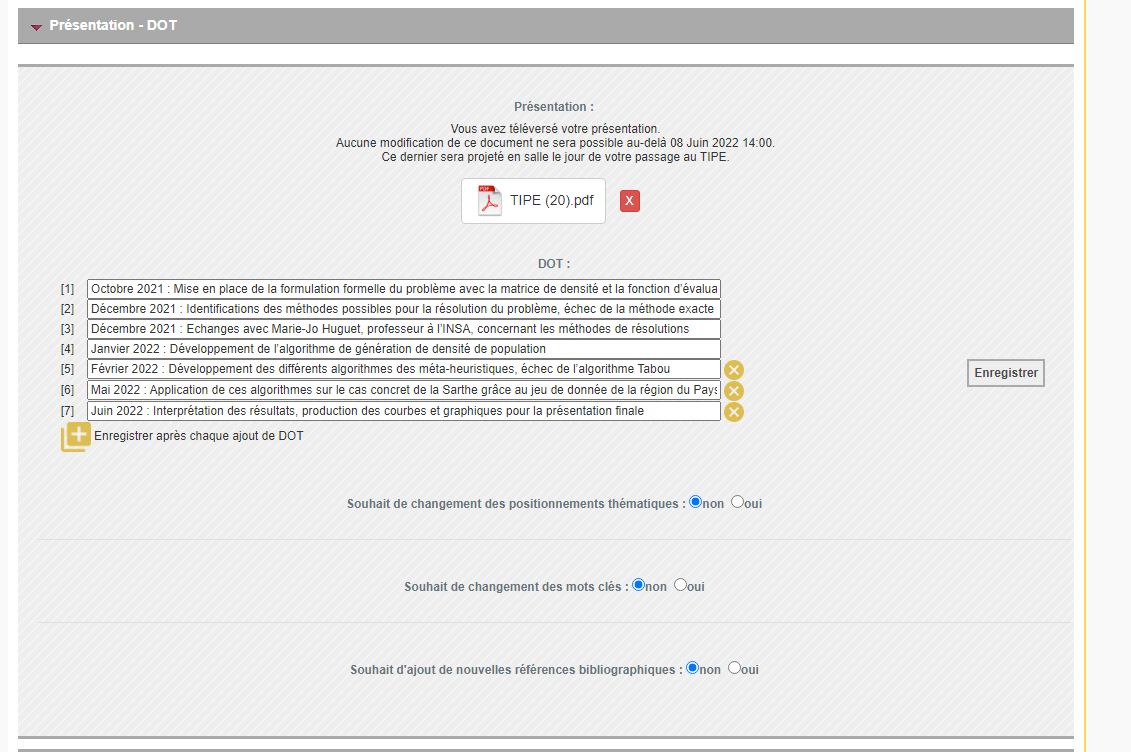 Présentation - DOT
Présentation :
Vous avez téléversé votre présentation.
Aucune modification de ce document ne sera possible au-delà 08 Juin 2022 14:00.
Ce dernier sera projeté en salle le jour de votre passage au TIPE.
PDF TIPE (20).pdf X
DOT :
[1] Octobre 2021 : Mise en place de la formulation formelle du problème avec la matrice de densité et la fonction d'évalua
[2] Décembre 2021 : Identifications des méthodes possibles pour la résolution du problème, échec de la méthode exacte
[3] Décembre 2021 : Echanges avec Marie-Jo Huguet, professeur à l'INSA, concernant les méthodes de résolutions
[4] Janvier 2022 : Développement de l'algorithme de génération de densité de population
[5] Février 2022 : Développement des différents algorithmes des méta-heuristiques, échec de l'algorithme Tabou
Enregistrer
[6] Mai 2022 : Application de ces algorithmes sur le cas concret de la Sarthe grâce au jeu de donnée de la région du Pays
[7] Juin 2022 : Interprétation des résultats, production des courbes et graphiques pour la présentation finale
Enregistrer après chaque ajout de DOT
Souhait de changement des positionnements thématiques : non oui
Souhait de changement des mots clés : non oui
Souhait d'ajout de nouvelles références bibliographiques : non oui